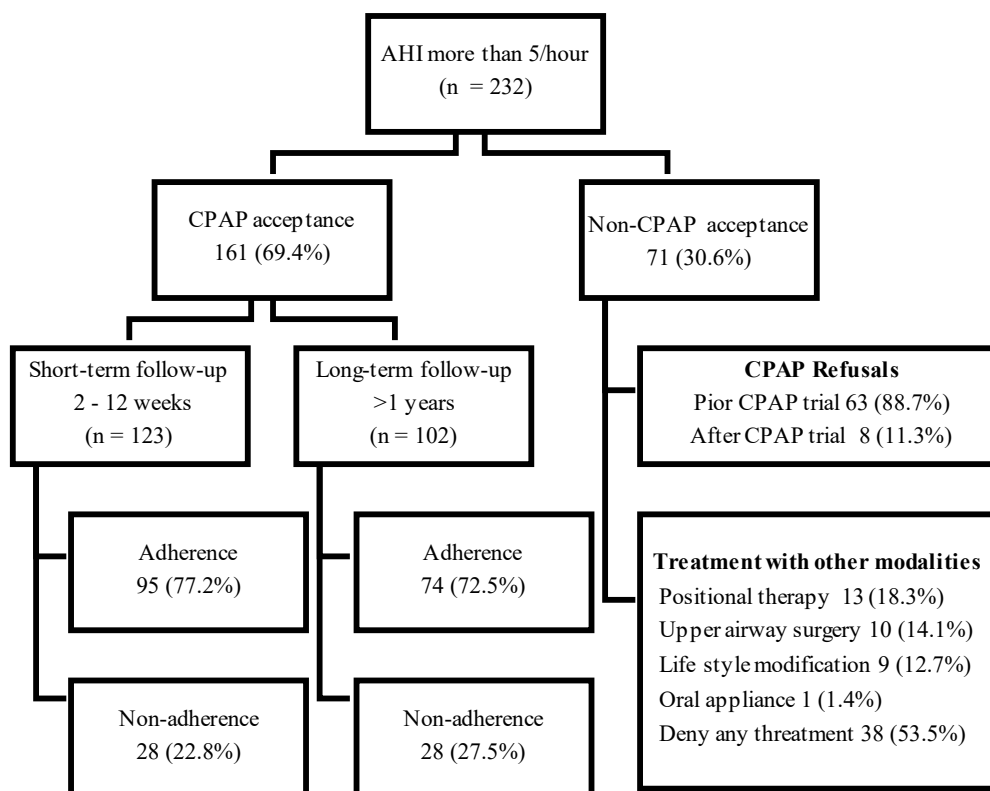 AHI more than 5/hour
(n = 232)
CPAP acceptance
161 (69.4%)
Non-CPAP acceptance
71 (30.6%)
Short-term follow-up
2 - 12 weeks
(n = 123)
Long-term follow-up
>1 years
(n = 102)
CPAP Refusals
Pior CPAP trial 63 (88.7%)
After CPAP trial 8 (11.3%)
Adherence
95 (77.2%)
Adherence
74 (72.5%)
Treatment with other modalities
Positional therapy 13 (18.3%)
Upper airway surgery 10 (14.1%)
Life style modification 9 (12.7%)
Oral appliance 1 (1.4%)
Deny any threatment 38 (53.5%)
Non-adherence
28 (22.8%)
Non-adherence
28 (27.5%)